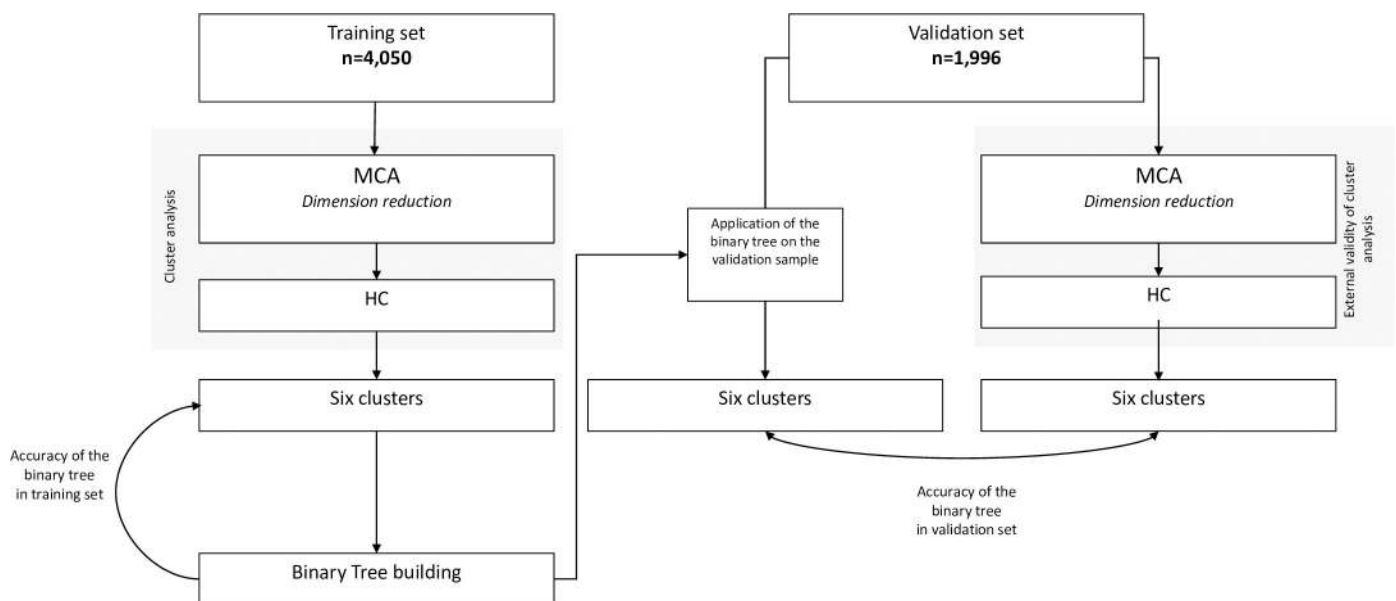 Training set
n=4,050
Validation set
n=1,996
Cluster analysis
MCA
Dimension reduction
HC
Six clusters
Accuracy of the
binary tree
in training set
Binary Tree building
Application of the
binary tree on the
validation sample
Six clusters
MCA
Dimension reduction
HC
External validity of cluster
analysis
Six clusters
Accuracy of the
binary tree
in validation set